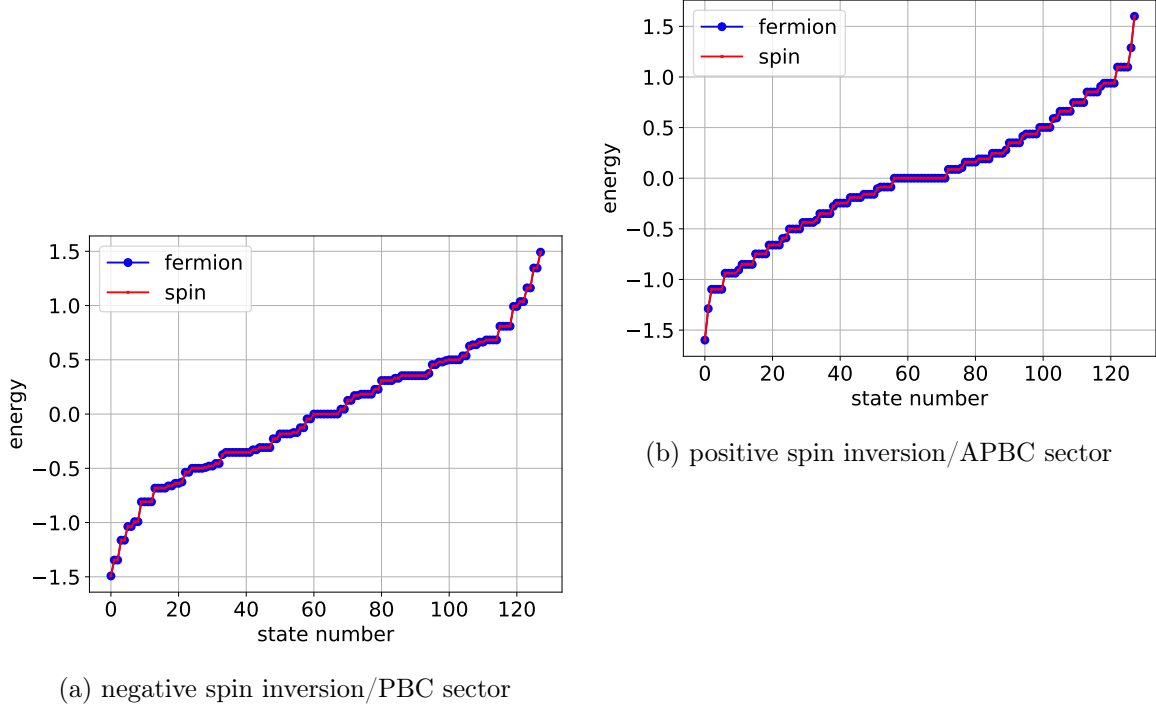 fermion
spin
1.5
1.0
0.5
0.0
−0.5
−1.0
−1.5
energy
0 20 40 60 80 100 120
state number
(a) negative spin inversion/PBC sector
fermion
spin
1.5
1.0
0.5
0.0
−0.5
−1.0
−1.5
energy
0 20 40 60 80 100 120
state number
(b) positive spin inversion/APBC sector